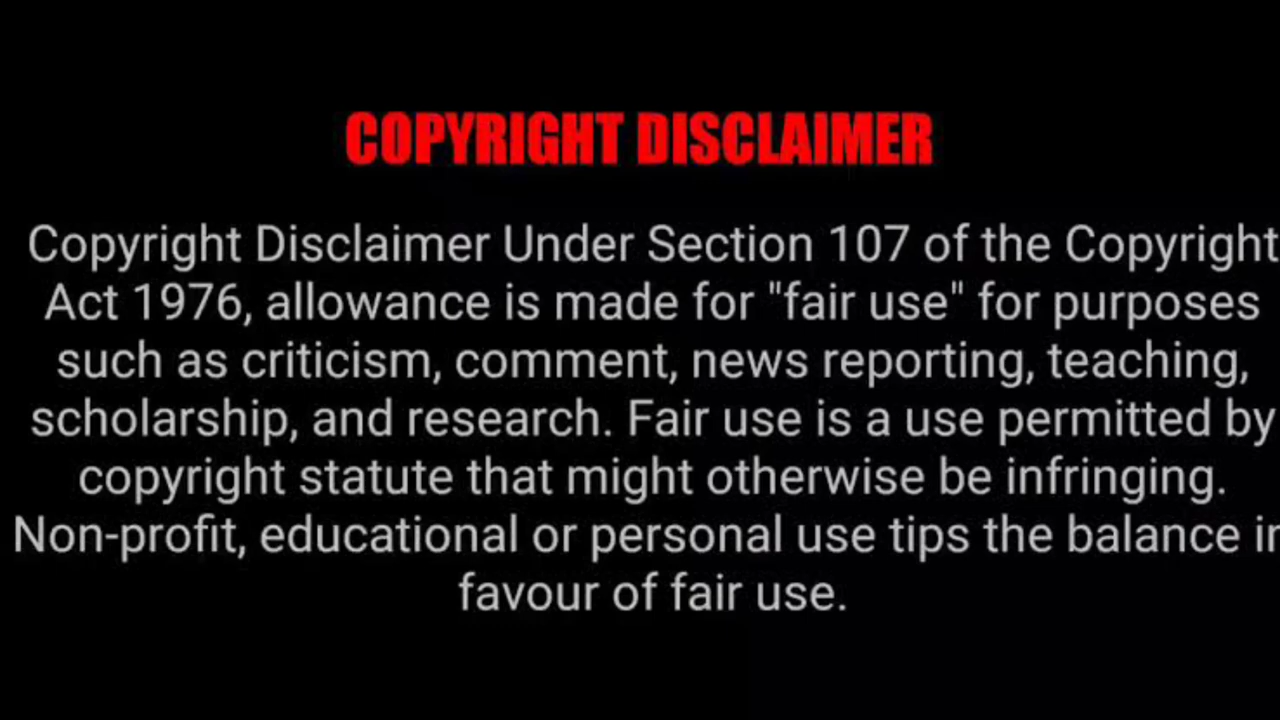 COPYRIGHT DISCLAIMER
Copyright Disclaimer Under Section 107 of the Copyright
Act 1976, allowance is made for "fair use" for purposes
such as criticism, comment, news reporting, teaching,
scholarship, and research. Fair use is a use permitted by
copyright statute that might otherwise be infringing.
Non-profit, educational or personal use tips the balance in
favour of fair use.